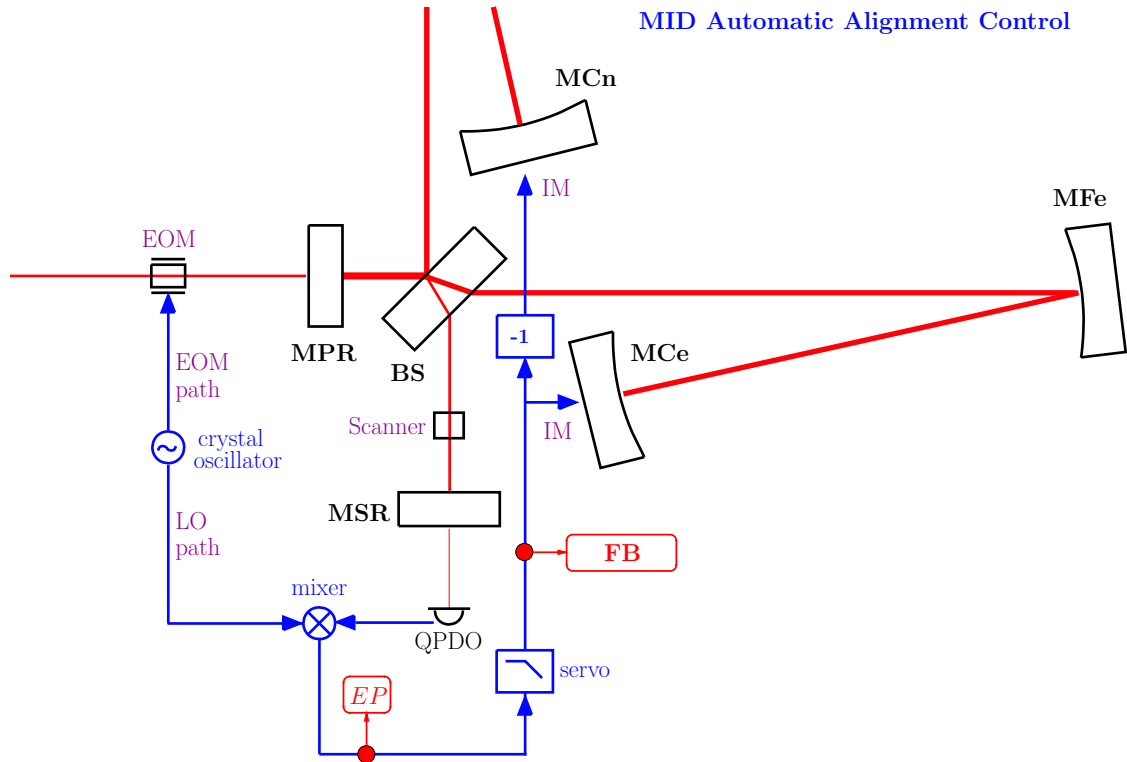 MID Automatic Alignment Control
MCn
IM
MFe
EOM
MPR
BS
-1
MCe
EOM
path
Scanner
IM
crystal
oscillator
MSR
LO
path
FB
mixer
QPDO
servo
EP